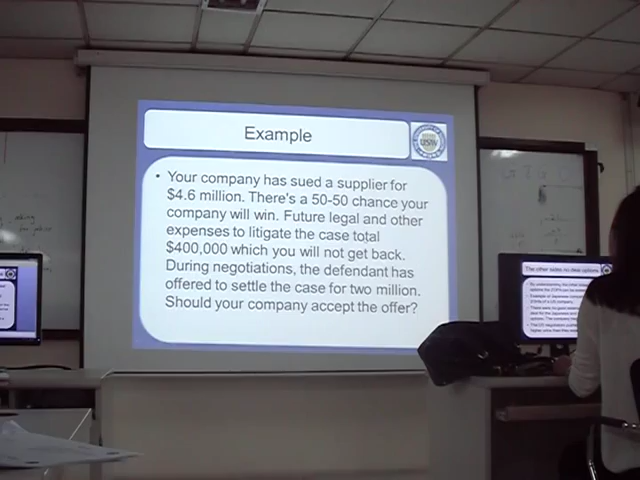 Example
• Your company has sued a supplier for
$4.6 million. There's a 50-50 chance your
company will win. Future legal and other
expenses to litigate the case total
$400,000 which you will not get back.
During negotiations, the defendant has
offered to settle the case for two million.
Should your company accept the offer?
The other sides no deal options